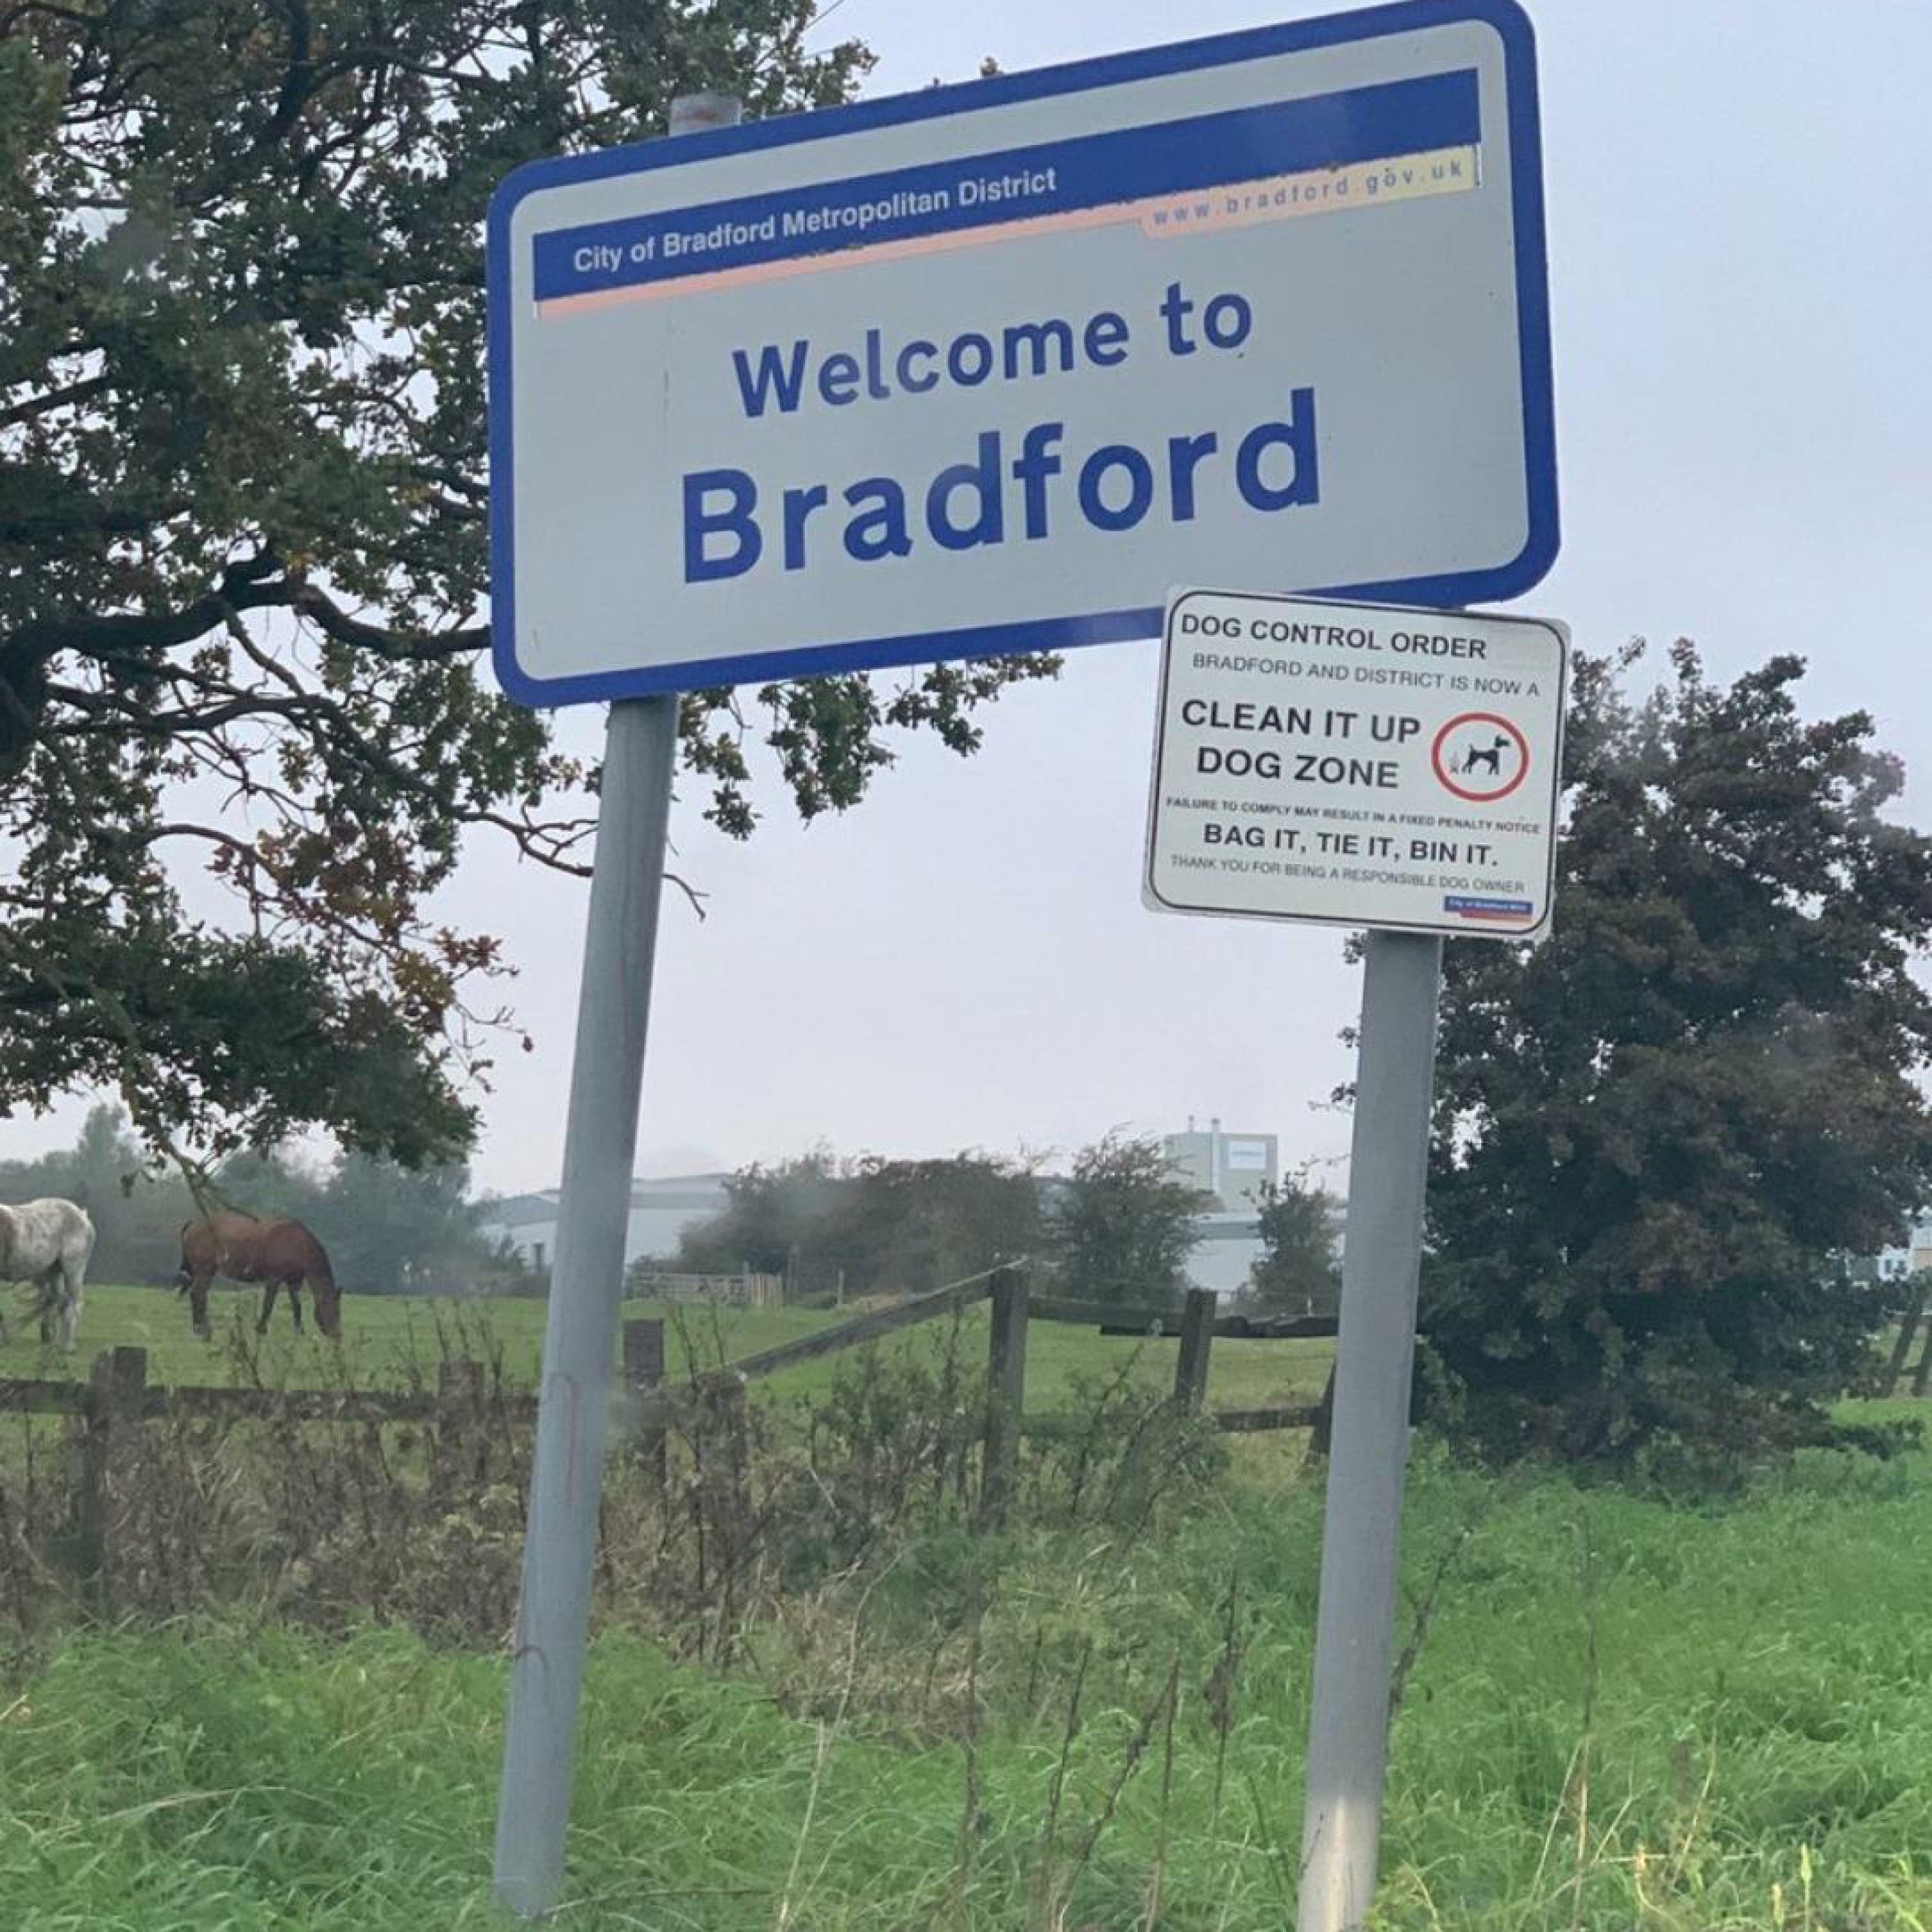 City of Bradford Metropolitan District
www.bradford.gov.uk
Welcome to
Bradford
DOG CONTROL ORDER
BRADFORD AND DISTRICT IS NOW A
CLEAN IT UP
DOG ZONE
FAILURE TO COMPLY MAY RESULT IN A FIXED PENALTY NOTICE
BAG IT, TIE IT, BIN IT.
THANK YOU FOR BEING A RESPONSIBLE DOG OWNER